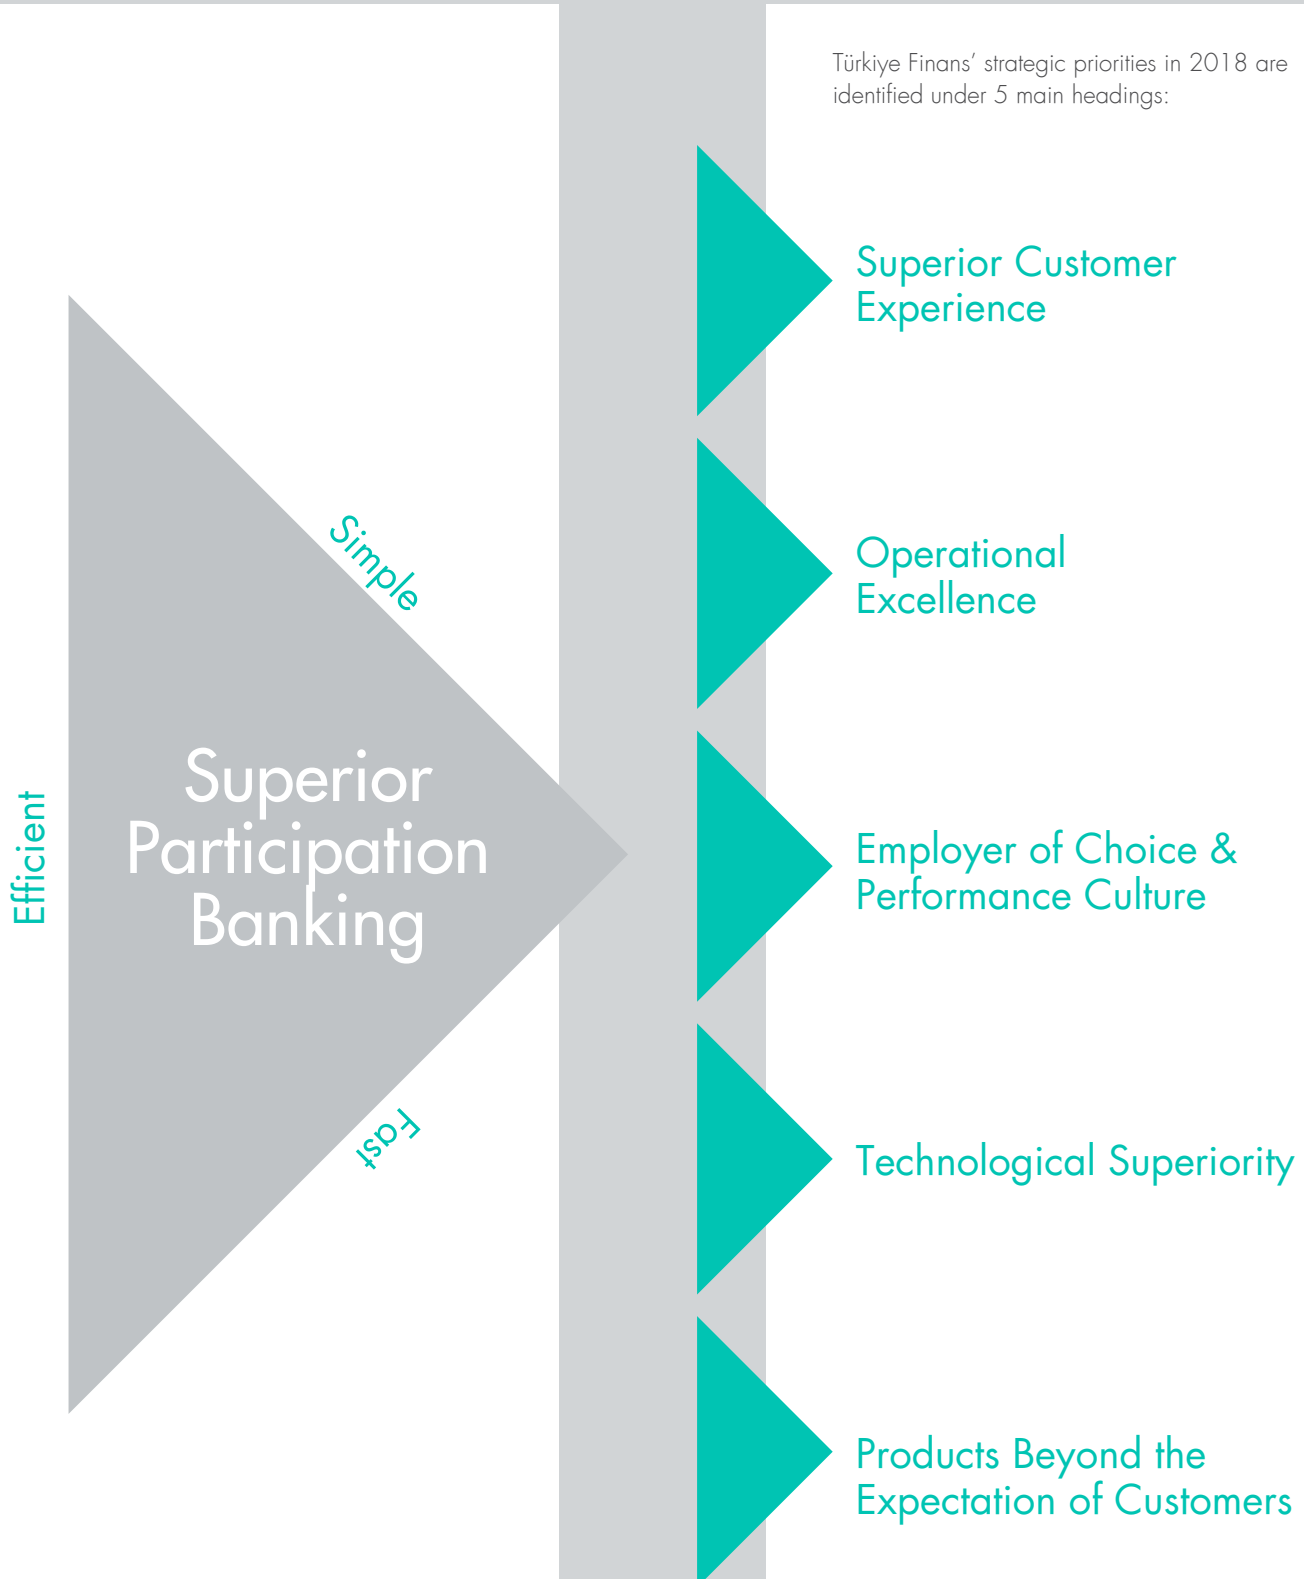 Türkiye Finans’ strategic priorities in 2018 are
identified under 5 main headings:
Efficient
Simple
Fast
Superior
Participation
Banking
Superior Customer
Experience
Operational
Excellence
Employer of Choice &
Performance Culture
Technological Superiority
Products Beyond the
Expectation of Customers